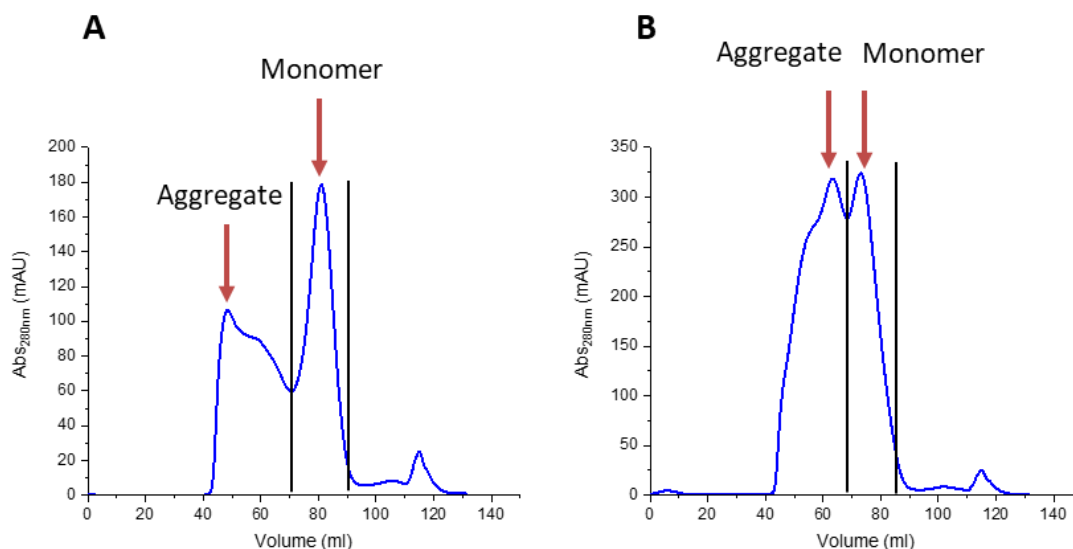 A
Monomer
Aggregate
200
180
160
140
120
100
80
60
40
20
0
Abs280nm (mAU)
0 20 40 60 80 100 120 140
Volume (ml)
B
Aggregate Monomer
350
300
250
200
150
100
50
0
Abs280nm (mAU)
0 20 40 60 80 100 120 140
Volume (ml)